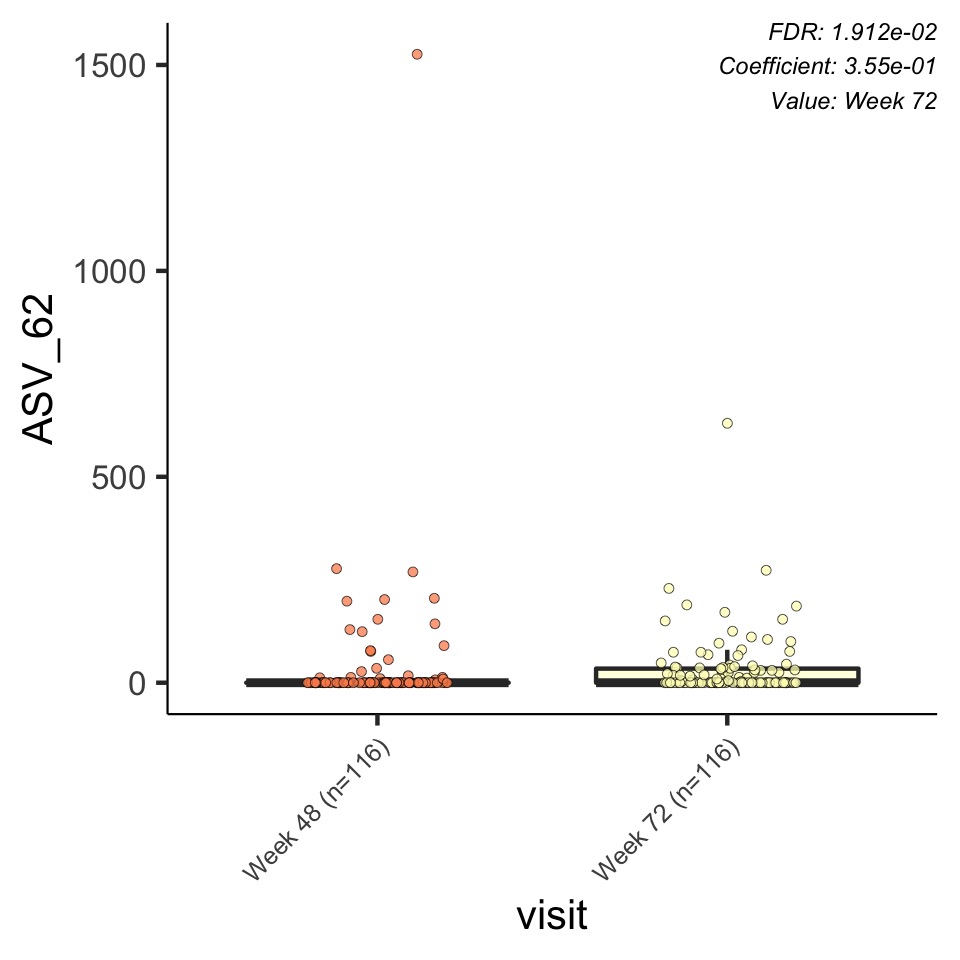 FDR: 1.912e-02
Coefficient: 3.55e-01
Value: Week 72
1500
1000
500
0
ASV_62
Week 48 (n=116)
Week 72 (n=116)
visit